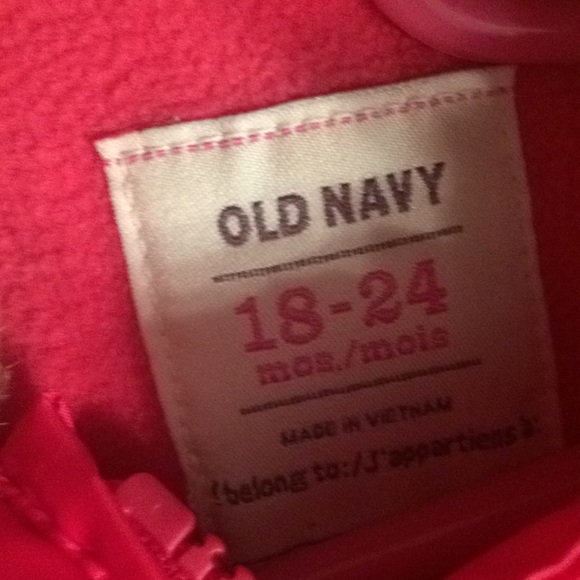 OLD NAVY
18-24
mos./mois
MADE IN VIETNAM
I belong to:/J'appartiens à: